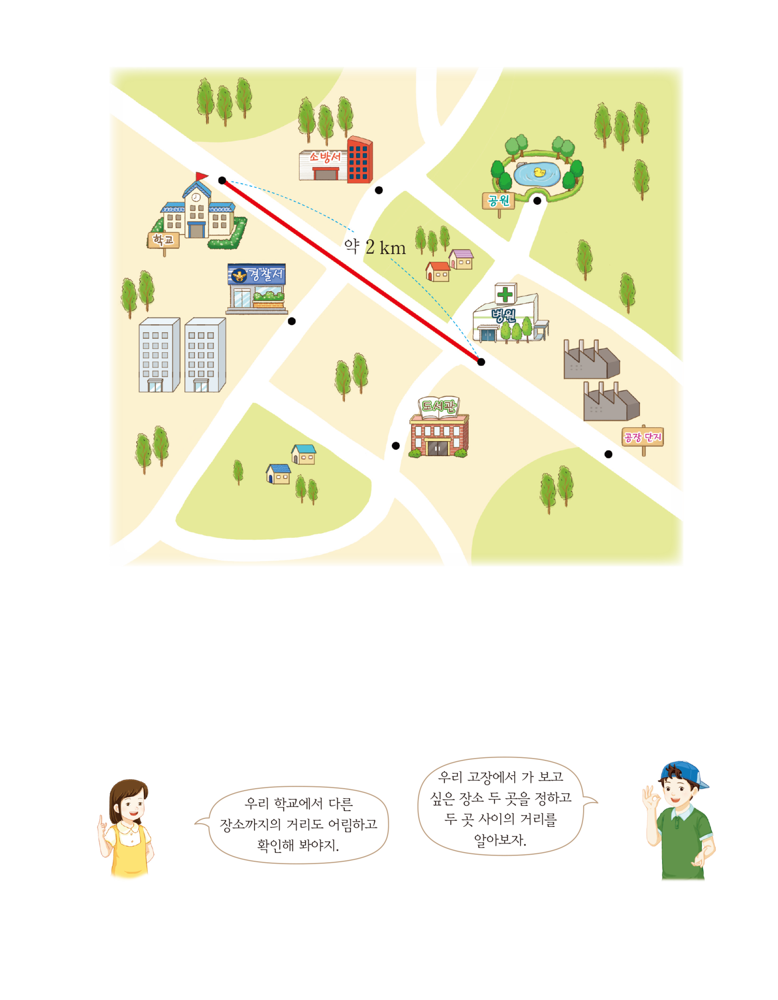 소방서
공원
학교
약 2 km
경찰서
병원
도서관
공장 단지
우리 학교에서 다른
장소까지의 거리도 어림하고
확인해 봐야지.
우리 고장에서 가 보고
싶은 장소 두 곳을 정하고
두 곳 사이의 거리를
알아보자.